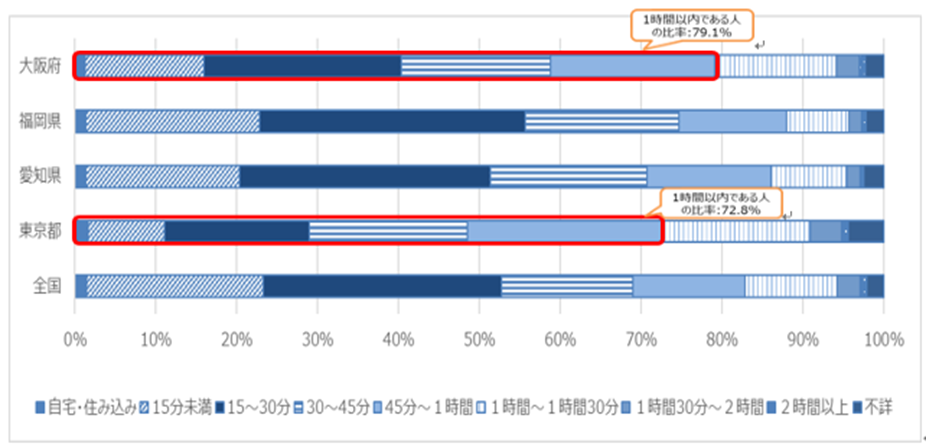 1時間以内である人
の比率:79.1%
大阪府
福岡県
愛知県
1時間以内である人
の比率:72.8%
東京都
全国
0% 10% 20% 30% 40% 50% 60% 70% 80% 90% 100%
自宅・住み込み 15分未満 15～30分 30～45分 45分～1時間 1時間～1時間30分 1時間30分～2時間 2時間以上 不詳